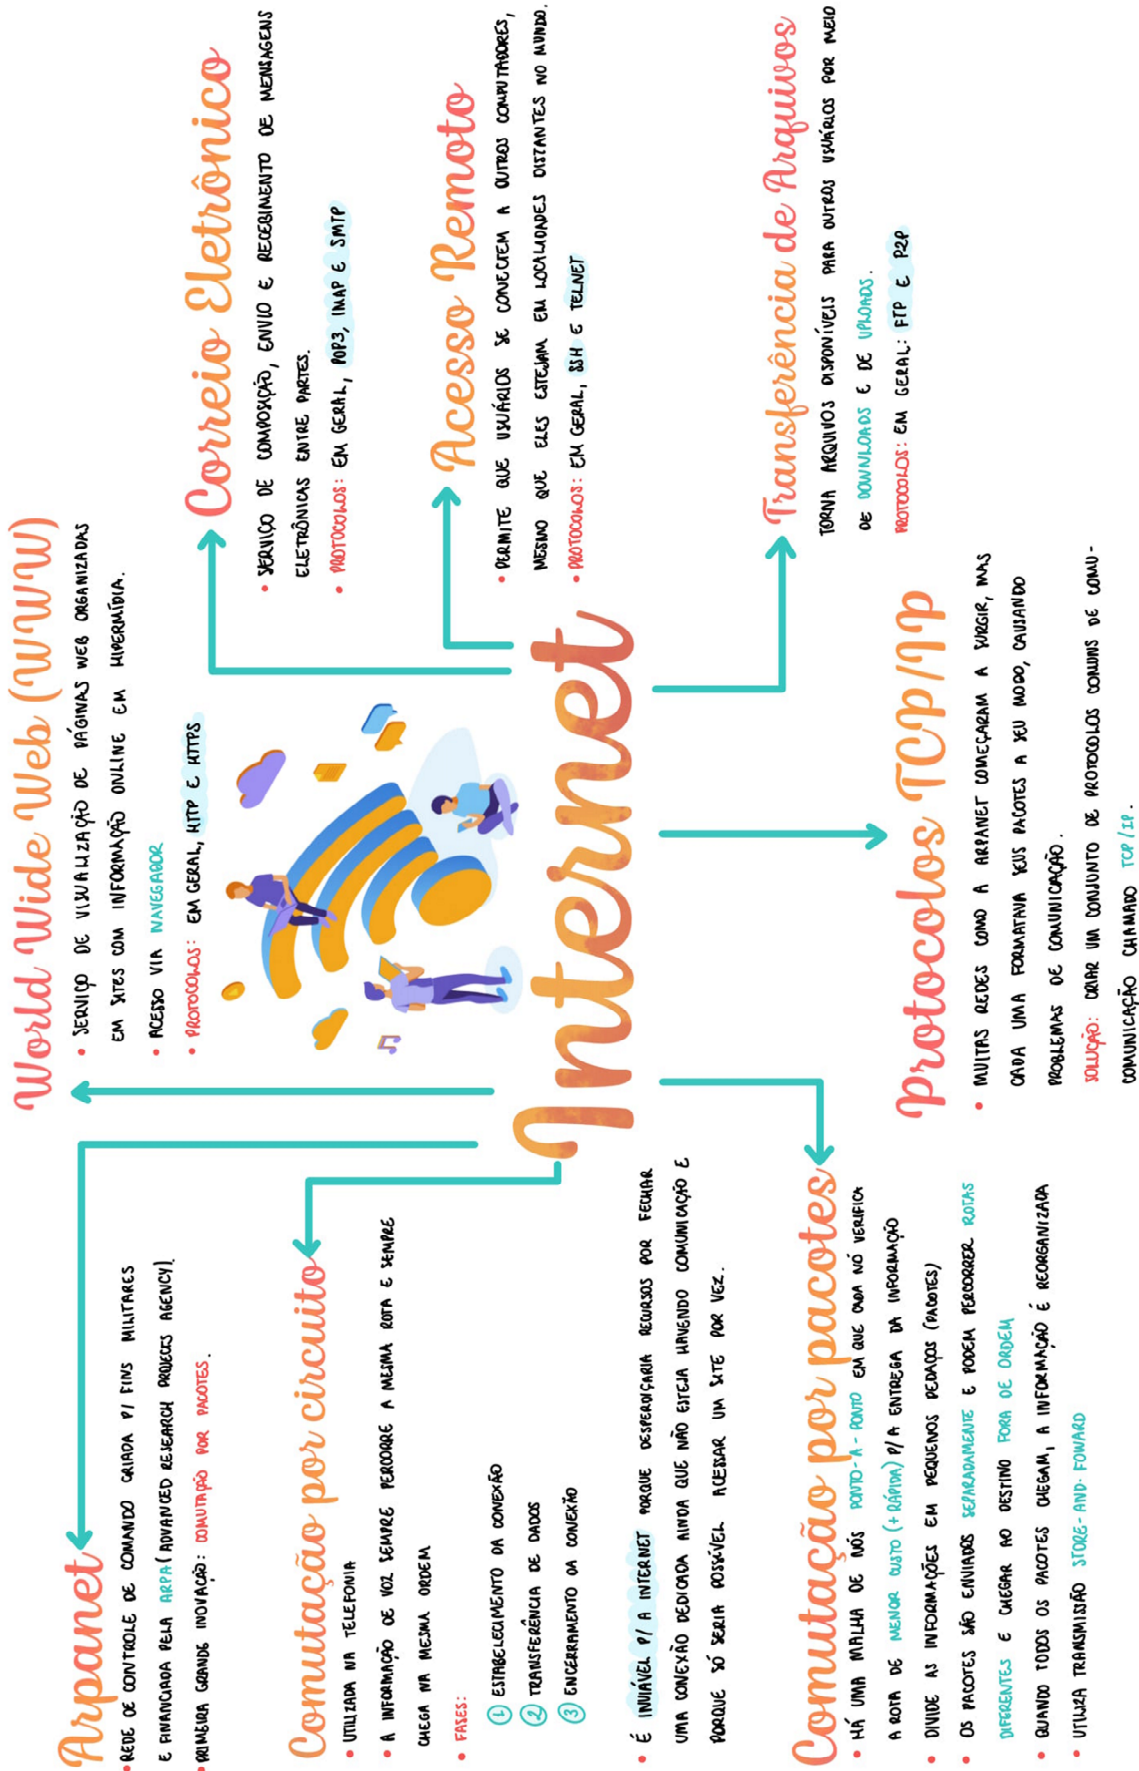 Arpanet
• REDE DE CONTROLE DE COMANDO CRIADA P/ FINS MILITARES
E FINANCIADA PELA ARPA (ADVANCED RESEARCH PROJECTS AGENCY).
• PRIMEIRA GRANDE INOVAÇÃO: COMUTAÇÃO POR PACOTES.
Comutação por circuito
• UTILIZADA NA TELEFONIA
• A INFORMAÇÃO DE VOZ SEMPRE PERCORRE A MESMA ROTA E SEMPRE
CHEGA NA MESMA ORDEM
• FASES:
1 ESTABELECIMENTO DA CONEXÃO
2 TRANSFERÊNCIA DE DADOS
3 ENCERRAMENTO DA CONEXÃO
• É INVIÁVEL P/ A INTERNET PORQUE DESPERDIÇARIA RECURSOS POR FECHAR
UMA CONEXÃO DEDICADA AINDA QUE NÃO ESTEJA HAVENDO COMUNICAÇÃO E
PORQUE SÓ SERIA POSSÍVEL ACESSAR UM SITE POR VEZ.
Comutação por pacotes
• HÁ UMA MALHA DE NÓS PONTO-A-PONTO EM QUE CADA NÓ VERIFICA
A ROTA DE MENOR CUSTO (+ RÁPIDA) P/ A ENTREGA DA INFORMAÇÃO
• DIVIDE AS INFORMAÇÕES EM PEQUENOS PEDAÇOS (PACOTES)
• OS PACOTES SÃO ENVIADOS SEPARADAMENTE E PODEM PERCORRER ROTAS
DIFERENTES E CHEGAR AO DESTINO FORA DE ORDEM
• QUANDO TODOS OS PACOTES CHEGAM, A INFORMAÇÃO É REORGANIZADA
• UTILIZA TRANSMISSÃO STORE-AND-FOWARD
World Wide Web (WWW)
• SERVIÇO DE VISUALIZAÇÃO DE PÁGINAS WEB ORGANIZADAS
EM SITES COM INFORMAÇÃO ONLINE EM HIPERMÍDIA.
• ACESSO VIA NAVEGADOR
• PROTOCOLOS: EM GERAL, HTTP E HTTPS
Internet
Protocolos TCP/IP
• MUITAS REDES COMO A ARPANET COMEÇARAM A SURGIR, MAS
CADA UMA FORMATAVA SEUS PACOTES A SEU MODO, CAUSANDO
PROBLEMAS DE COMUNICAÇÃO.
SOLUÇÃO: CRIAR UM CONJUNTO DE PROTOCOLOS COMUNS DE COMU-
COMUNICAÇÃO CHAMADO TCP/IP.
Correio Eletrônico
• SERVIÇO DE COMPOSIÇÃO, ENVIO E RECEBIMENTO DE MENSAGENS
ELETRÔNICAS ENTRE PARTES.
• PROTOCOLOS: EM GERAL, POP3, IMAP E SMTP
Acesso Remoto
• PERMITE QUE USUÁRIOS SE CONECTEM A OUTROS COMPUTADORES,
MESMO QUE ELES ESTEJAM EM LOCALIDADES DISTANTES NO MUNDO.
• PROTOCOLOS: EM GERAL, SSH E TELNET
Transferência de Arquivos
TORNA ARQUIVOS DISPONÍVEIS PARA OUTROS USUÁRIOS POR MEIO
DE DOWNLOADS E DE UPLOADS.
PROTOCOLOS: EM GERAL: FTP E P2P